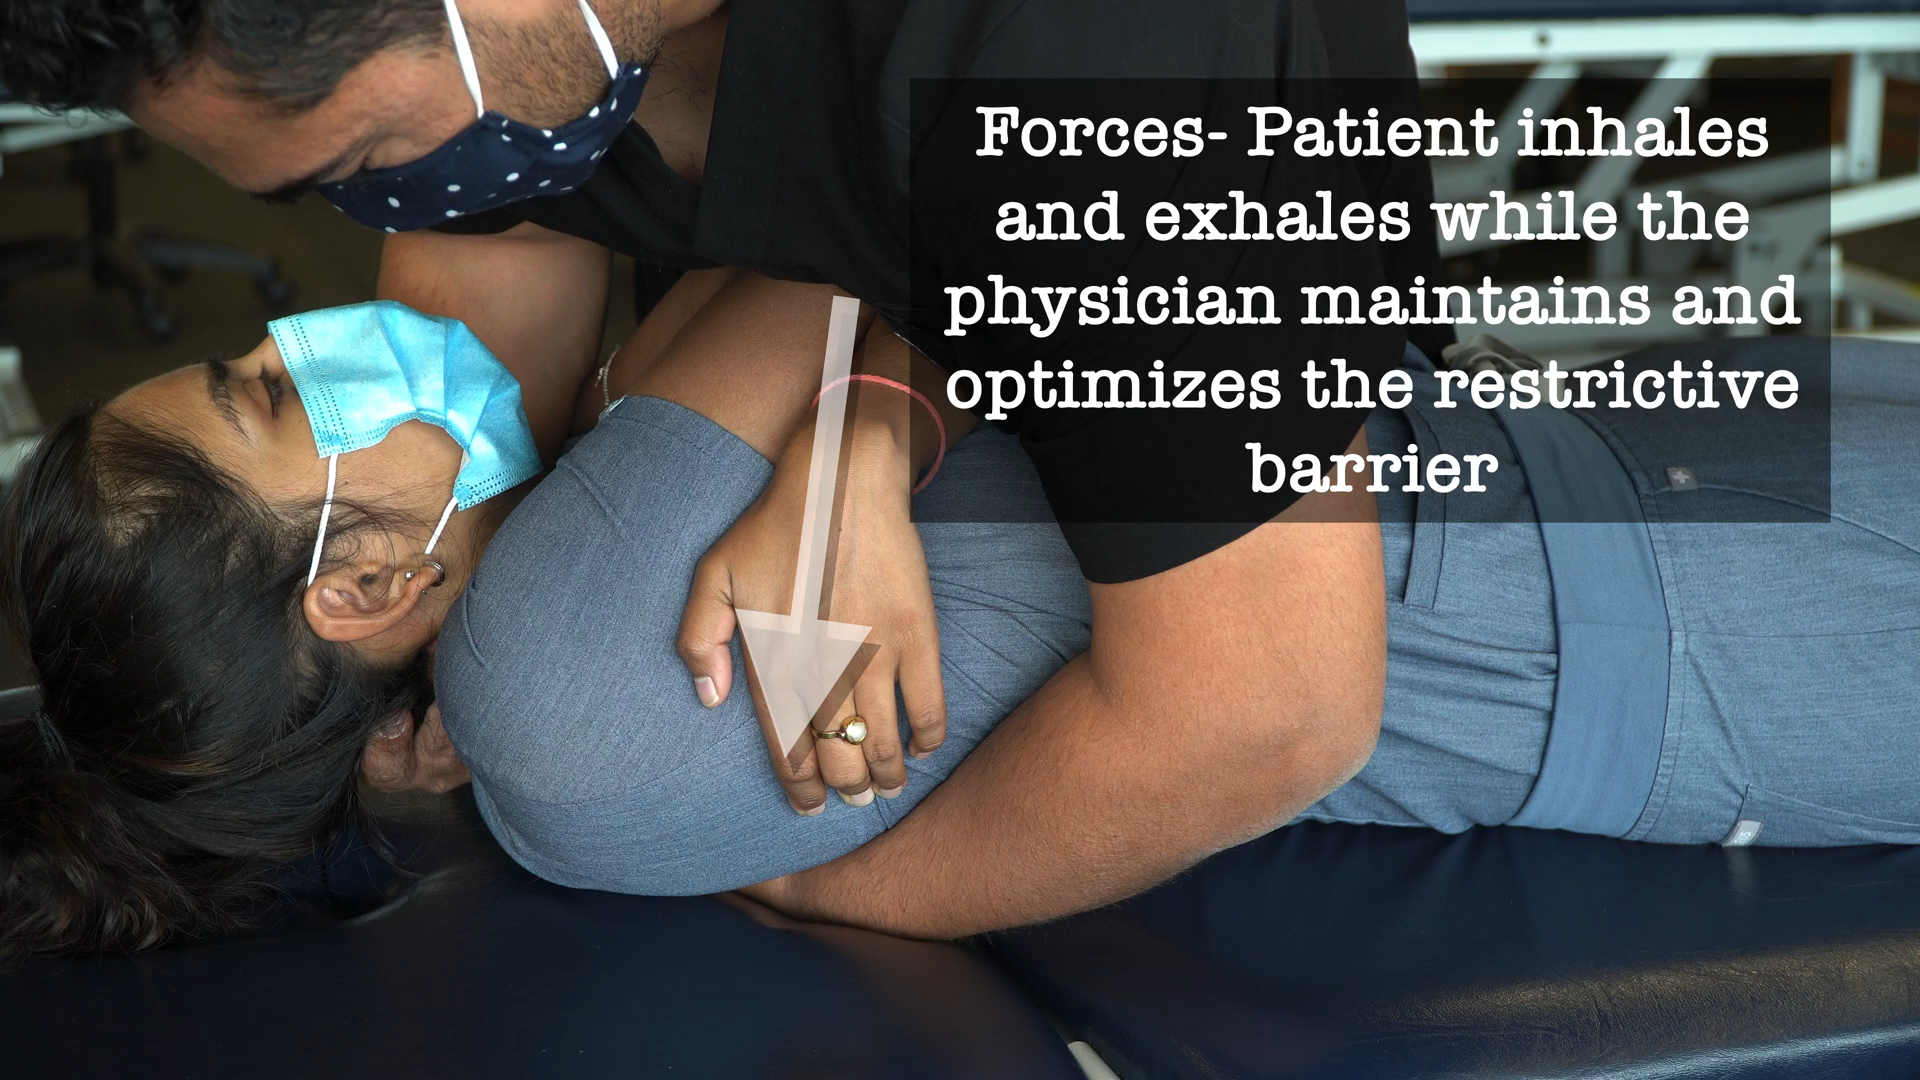 Forces- Patient inhales
and exhales while the
physician maintains and
optimizes the restrictive
barrier